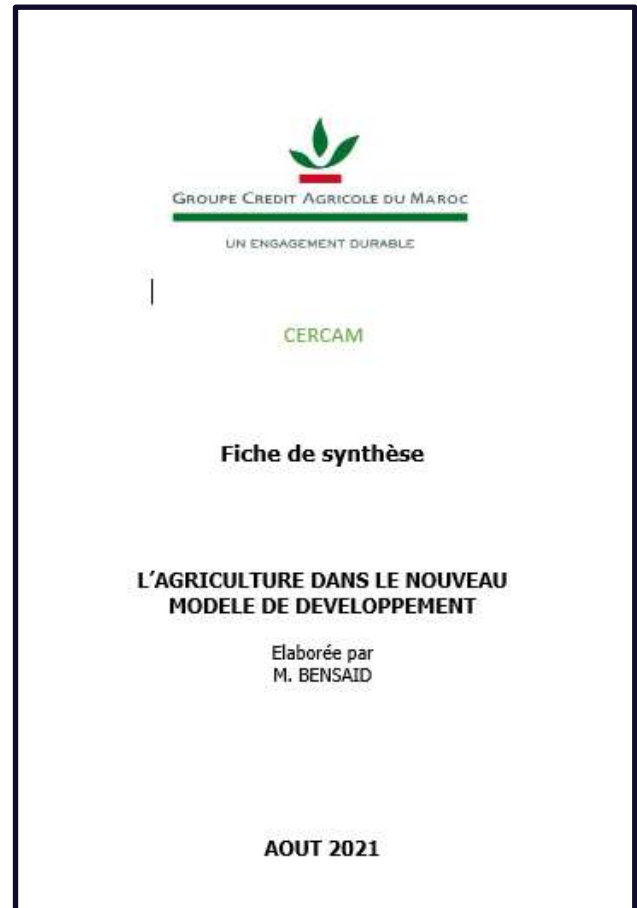 GROUPE CREDIT AGRICOLE DU MAROC
UN ENGAGEMENT DURABLE
CERCAM
Fiche de synthèse
L'AGRICULTURE DANS LE NOUVEAU
MODELE DE DEVELOPPEMENT
Elaborée par
M. BENSAID
AOUT 2021